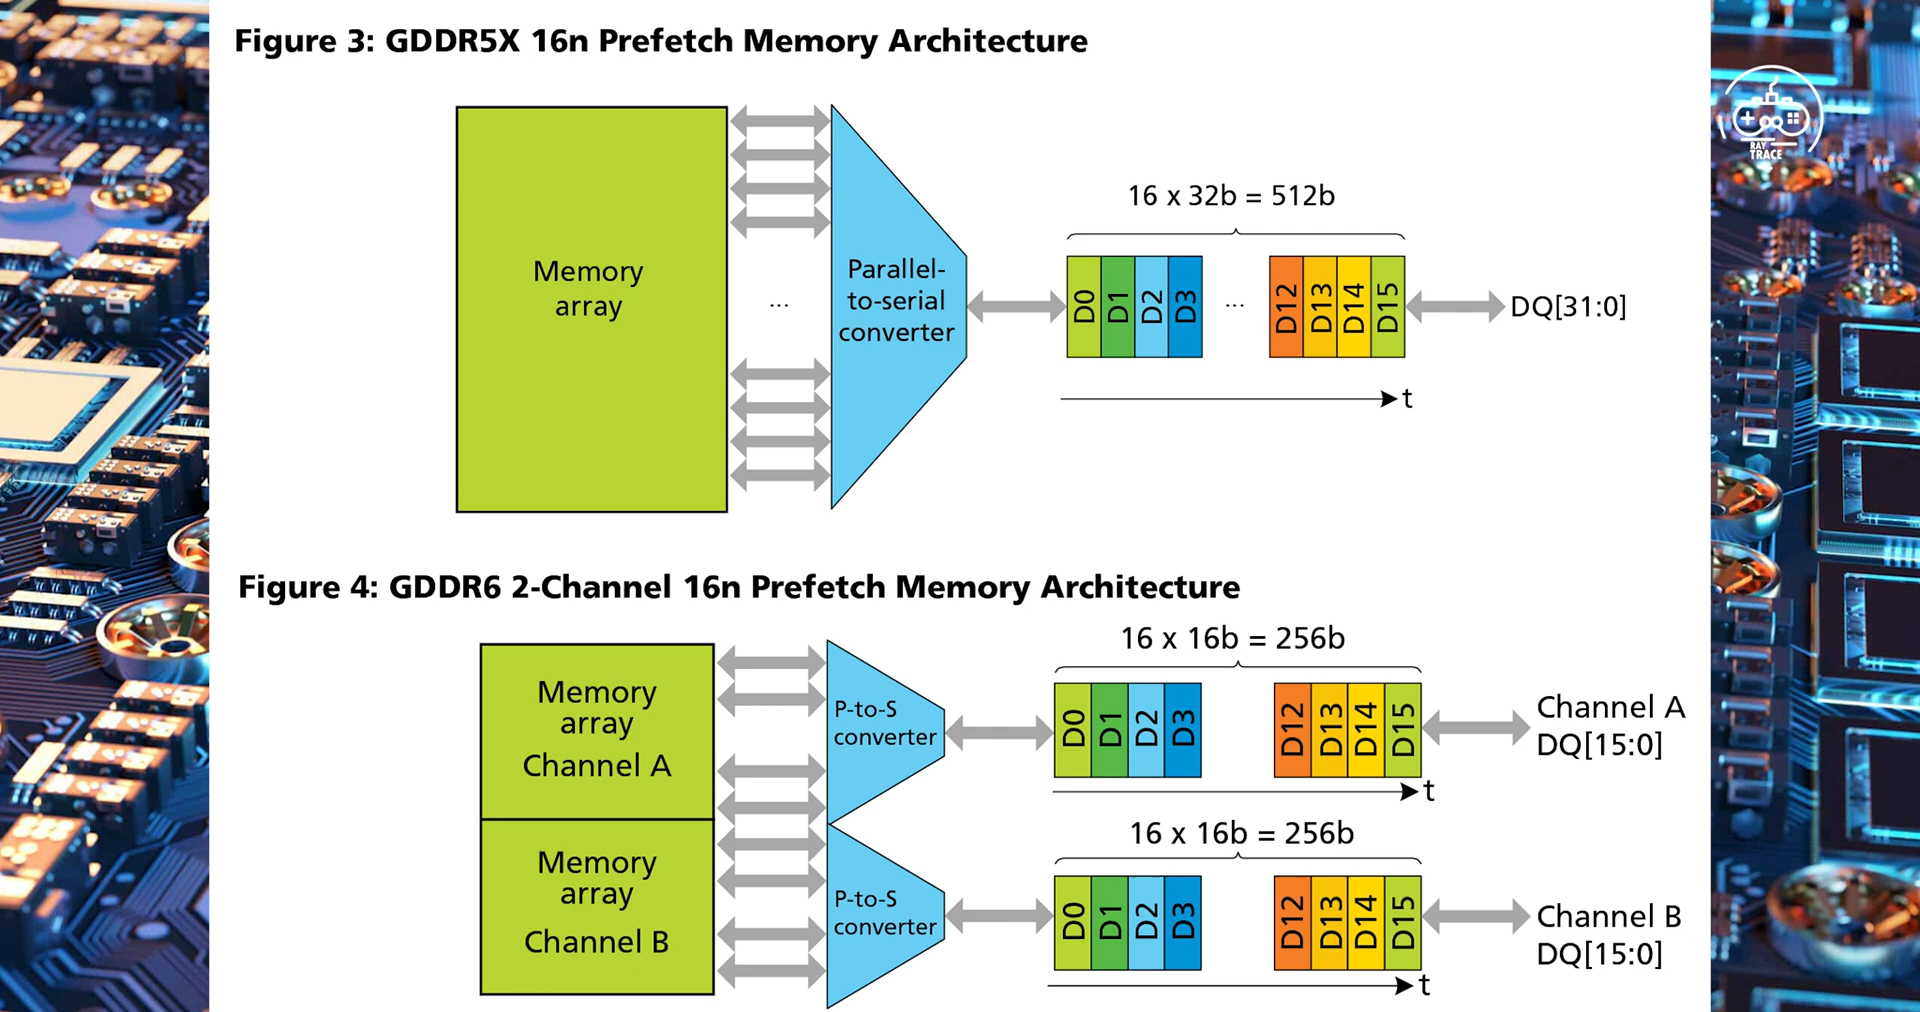 Figure 3: GDDR5X 16n Prefetch Memory Architecture
RAY
TRACE
16 x 32b = 512b
Memory
array
...
Parallel-
to-serial
converter
D0 D1 D2 D3 ... D12 D13 D14 D15
DQ[31:0]
t
Figure 4: GDDR6 2-Channel 16n Prefetch Memory Architecture
16 x 16b = 256b
Memory
array
Channel A
P-to-S
converter
D0 D1 D2 D3 D12 D13 D14 D15
Channel A
DQ[15:0]
t
16 x 16b = 256b
Memory
array
Channel B
P-to-S
converter
D0 D1 D2 D3 D12 D13 D14 D15
Channel B
DQ[15:0]
t